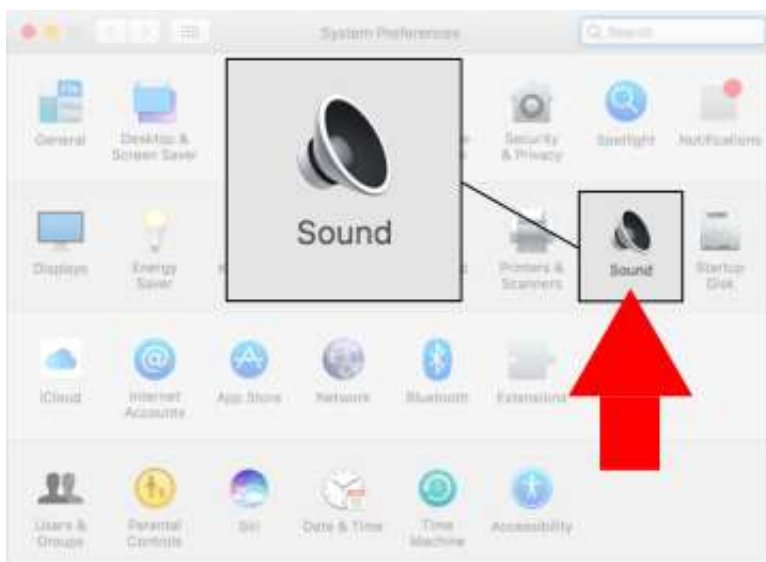 System Preferences
Search
General
Desktop &
Screen Saver
Security
& Privacy
Spotlight
Notifications
Sound
Displays
Energy
Saver
Printers &
Scanners
Sound
Startup
Disk
iCloud
Internet
Accounts
App Store
Network
Bluetooth
Extensions
Users &
Groups
Parental
Controls
Siri
Date & Time
Time
Machine
Accessibility